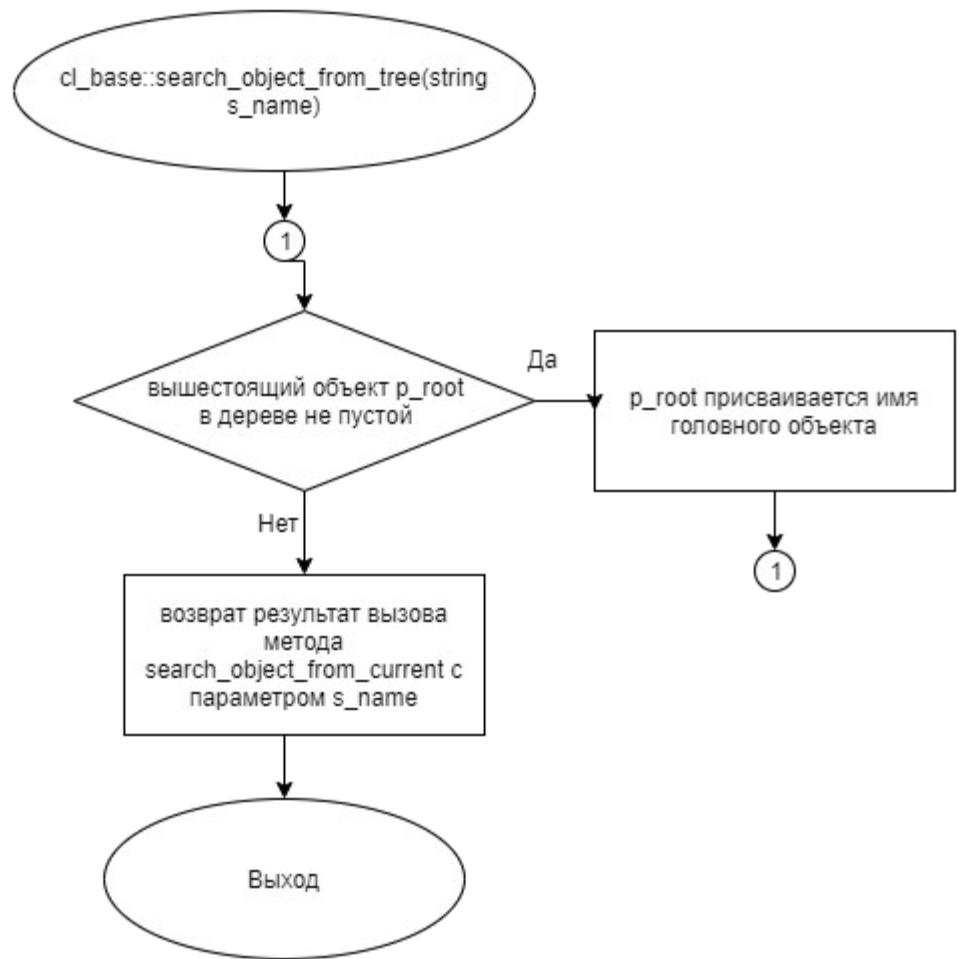 cl_base::search_object_from_tree(string
s_name)
1
вышестоящий объект p_root
в дереве не пустой
Да
p_root присваивается имя
головного объекта
1
Нет
возврат результат вызова
метода
search_object_from_current с
параметром s_name
Выход